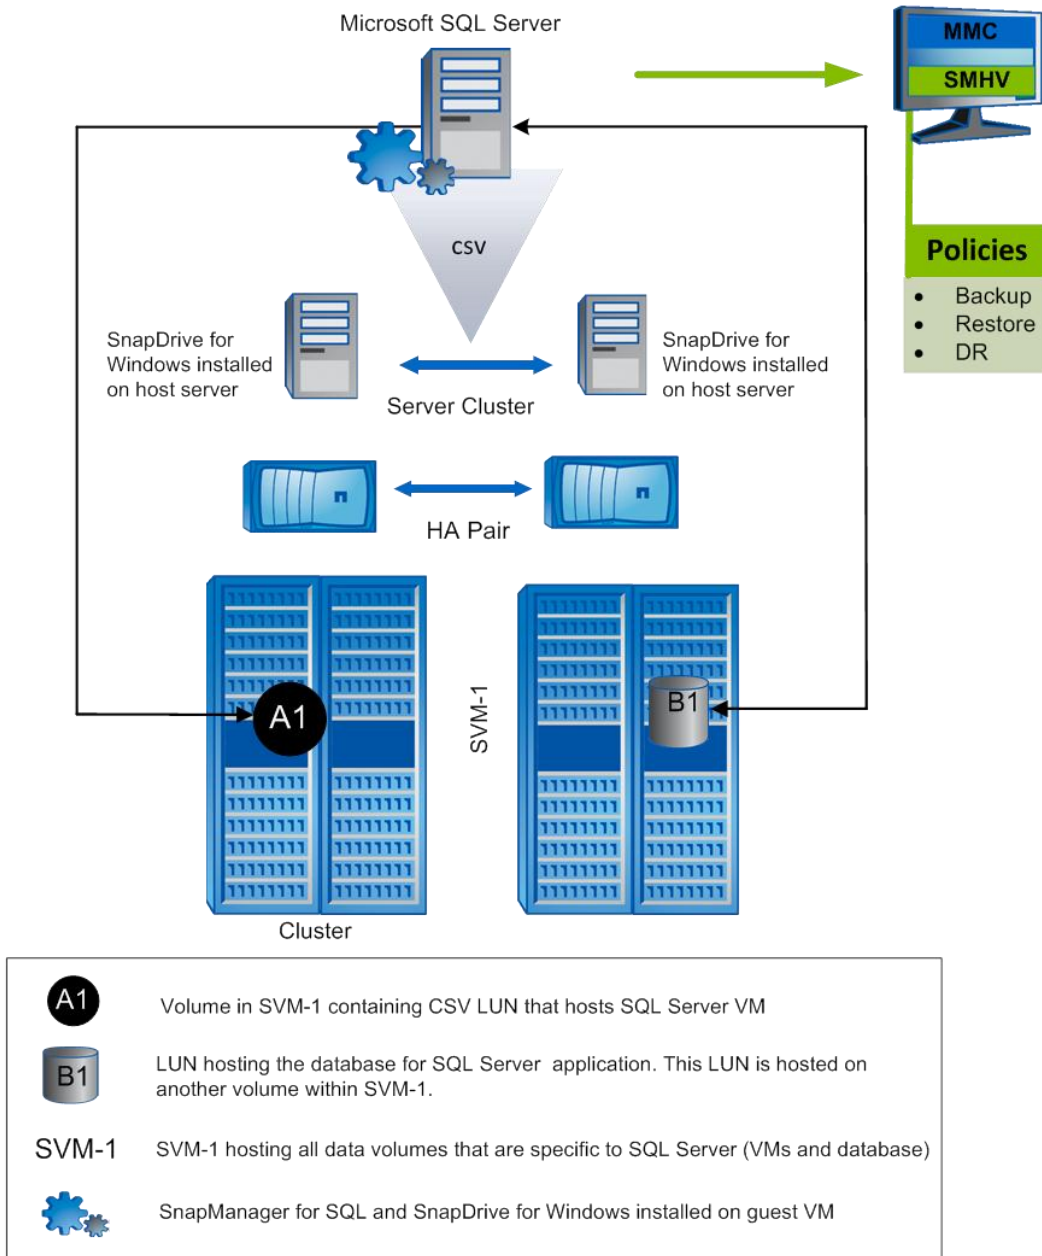 Microsoft SQL Server
MMC
SMHV
CSV
Policies
• Backup
• Restore
• DR
SnapDrive for
Windows installed
on host server
SnapDrive for
Windows installed
on host server
Server Cluster
HA Pair
A1
SVM-1
B1
Cluster
A1
Volume in SVM-1 containing CSV LUN that hosts SQL Server VM
B1
LUN hosting the database for SQL Server application. This LUN is hosted on
another volume within SVM-1.
SVM-1
SVM-1 hosting all data volumes that are specific to SQL Server (VMs and database)
SnapManager for SQL and SnapDrive for Windows installed on guest VM